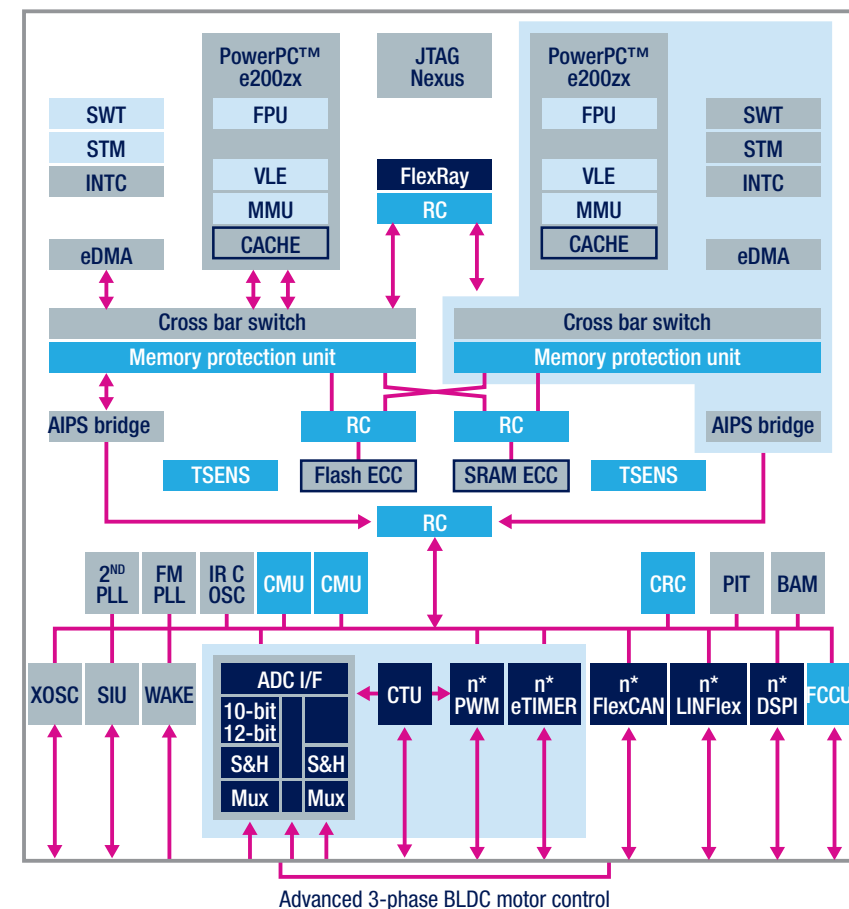 PowerPC™
e200zx
FPU
VLE
MMU
CACHE
SWT
STM
INTC
eDMA
JTAG
Nexus
FlexRay
RC
PowerPC™
e200zx
FPU
VLE
MMU
CACHE
SWT
STM
INTC
eDMA
Cross bar switch
Memory protection unit
Cross bar switch
Memory protection unit
AIPS bridge
RC
RC
AIPS bridge
TSENS
Flash ECC
SRAM ECC
TSENS
RC
2ND
PLL
FM
PLL
IR C
OSC
CMU
CMU
CRC
PIT
BAM
XOSC
SIU
WAKE
ADC I/F
10-bit
12-bit
S&H
S&H
Mux
Mux
CTU
n*
PWM
n*
eTIMER
n*
FlexCAN
n*
LINFlex
n*
DSPI
FCCU
Advanced 3-phase BLDC motor control